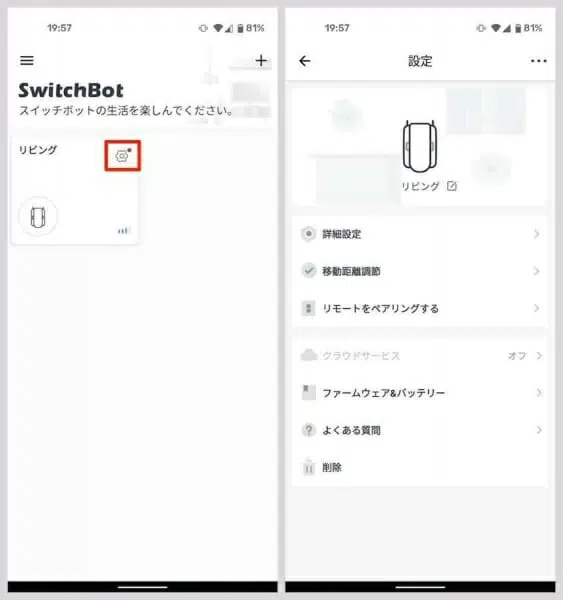 19:57
81%
SwitchBot
スイッチボットの生活を楽しんでください。
リビング
19:57
81%
設定
リビング
詳細設定
移動距離調節
リモートをペアリングする
クラウドサービス オフ
ファームウェア&バッテリー
よくある質問
削除